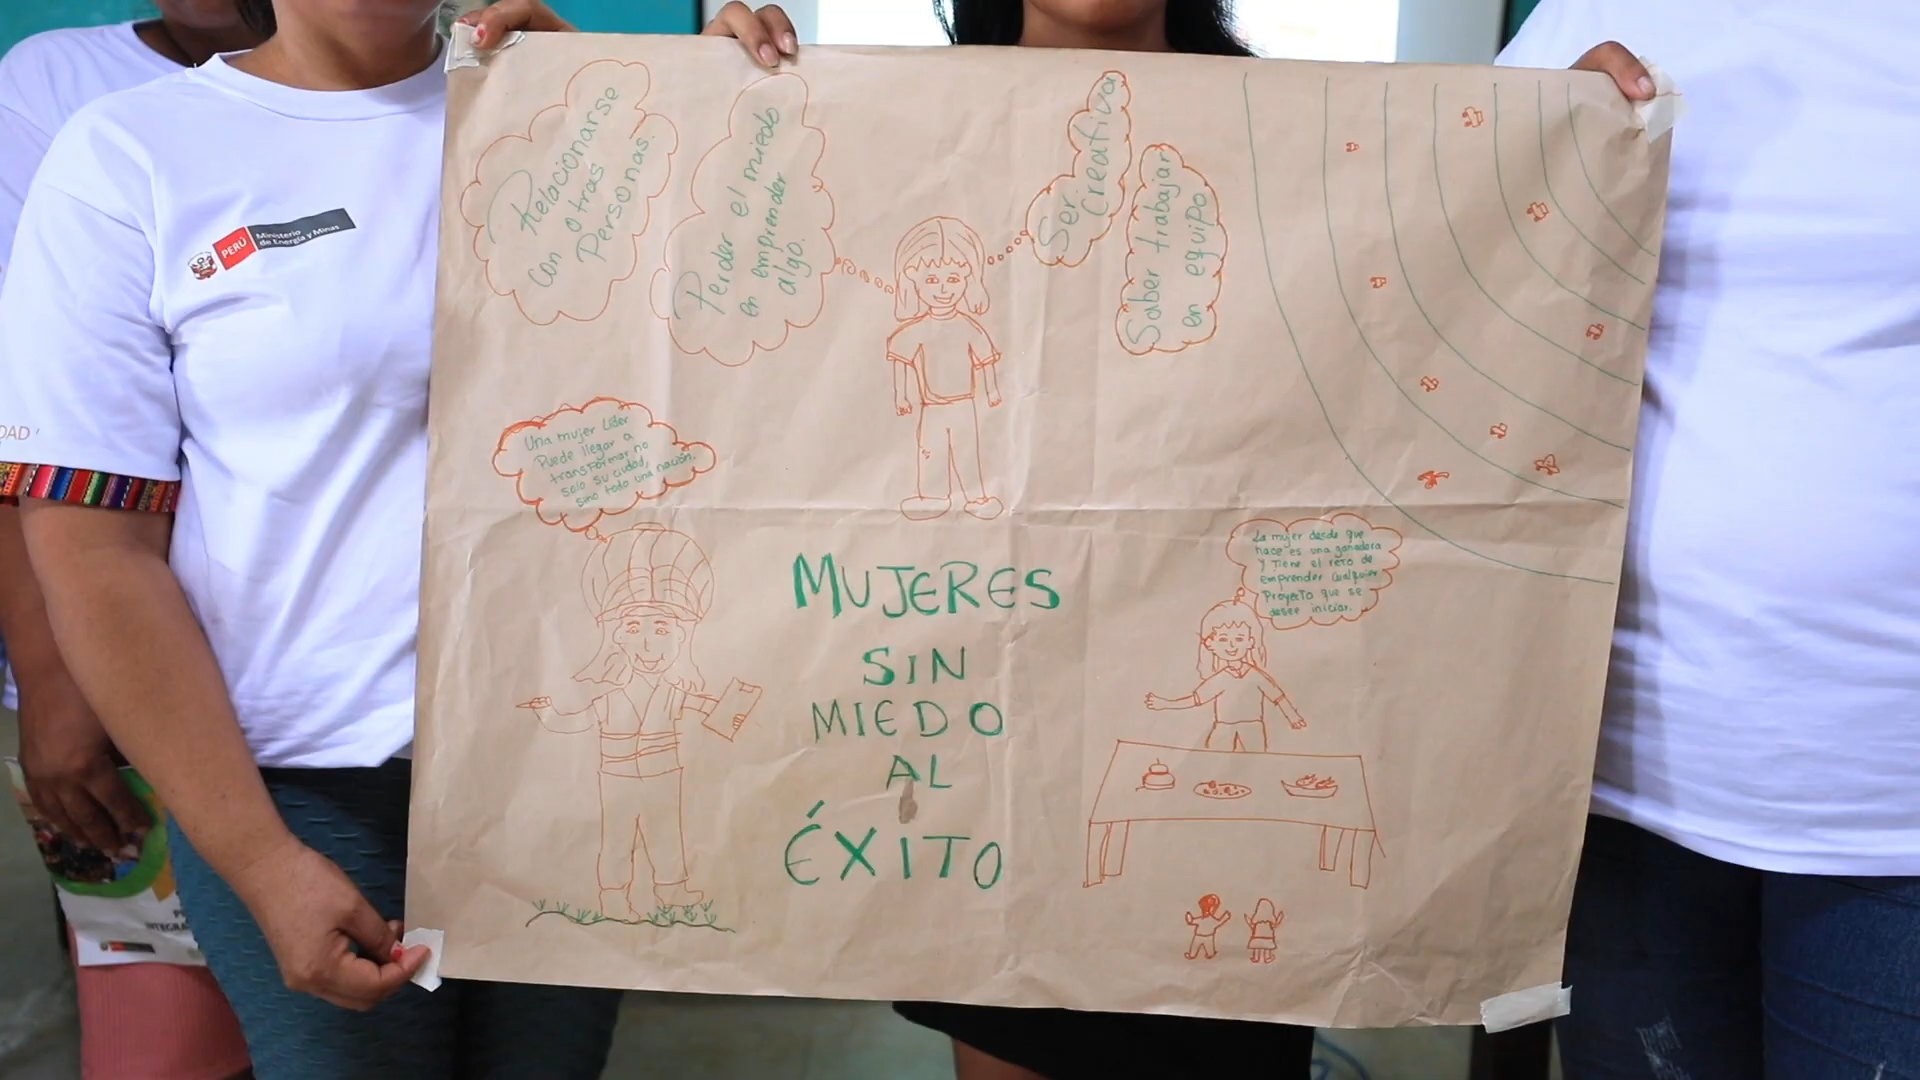 DAD'
PERÚ
Ministerio
de Energía y Minas
Relacionarse
con otras
Personas.
Perder el miedo
en emprender
algo.
Ser
Creativa
Saber trabajar
en equipo
Una mujer Líder
Puede llegar a
transformar no
solo su ciudad,
sino todo una nación.
MUJERES
SIN
MIEDO
AL
ÉXITO
La mujer desde que
nace es una ganadora
y Tiene el reto de
emprender cualquier
Proyecto que se
desee iniciar.
INTEGRA